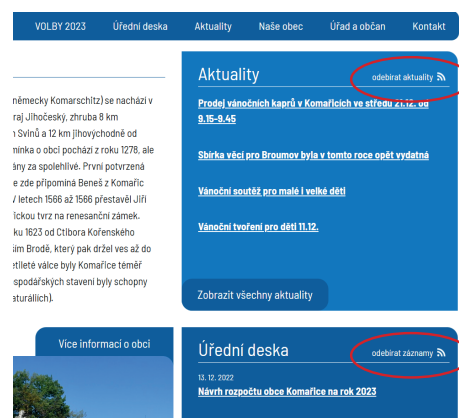 VOLBY 2023 Úřední deska Aktuality Naše obec Úřad a občan Kontakt
německy Komarschitz) se nachází v
raj Jihočeský, zhruba 8 km
Svinů a 12 km jihovýchodně od
mínka o obci pochází z roku 1278, ale
ány za spolehlivé. První potvrzená
e zde připomíná Beneš z Komařic
V letech 1566 až 1566 přestavěl Jiří
ickou tvrz na renesanční zámek.
ku 1623 od Ctibora Kořenského
ším Brodě, který pak držel ves až do
etileté válce byly Komařice téměř
ospodářských stavení byly schopny
aturáliích).
Aktuality odebírat aktuality
Prodej vánočních kaprů v Komařicích ve středu 21.12. od
9.15-9.45
Sbírka věcí pro Broumov byla v tomto roce opět vydatná
Vánoční soutěž pro malé i velké děti
Vánoční tvoření pro děti 11.12.
Zobrazit všechny aktuality
Více informací o obci
Úřední deska odebírat záznamy
13. 12. 2022
Návrh rozpočtu obce Komařice na rok 2023